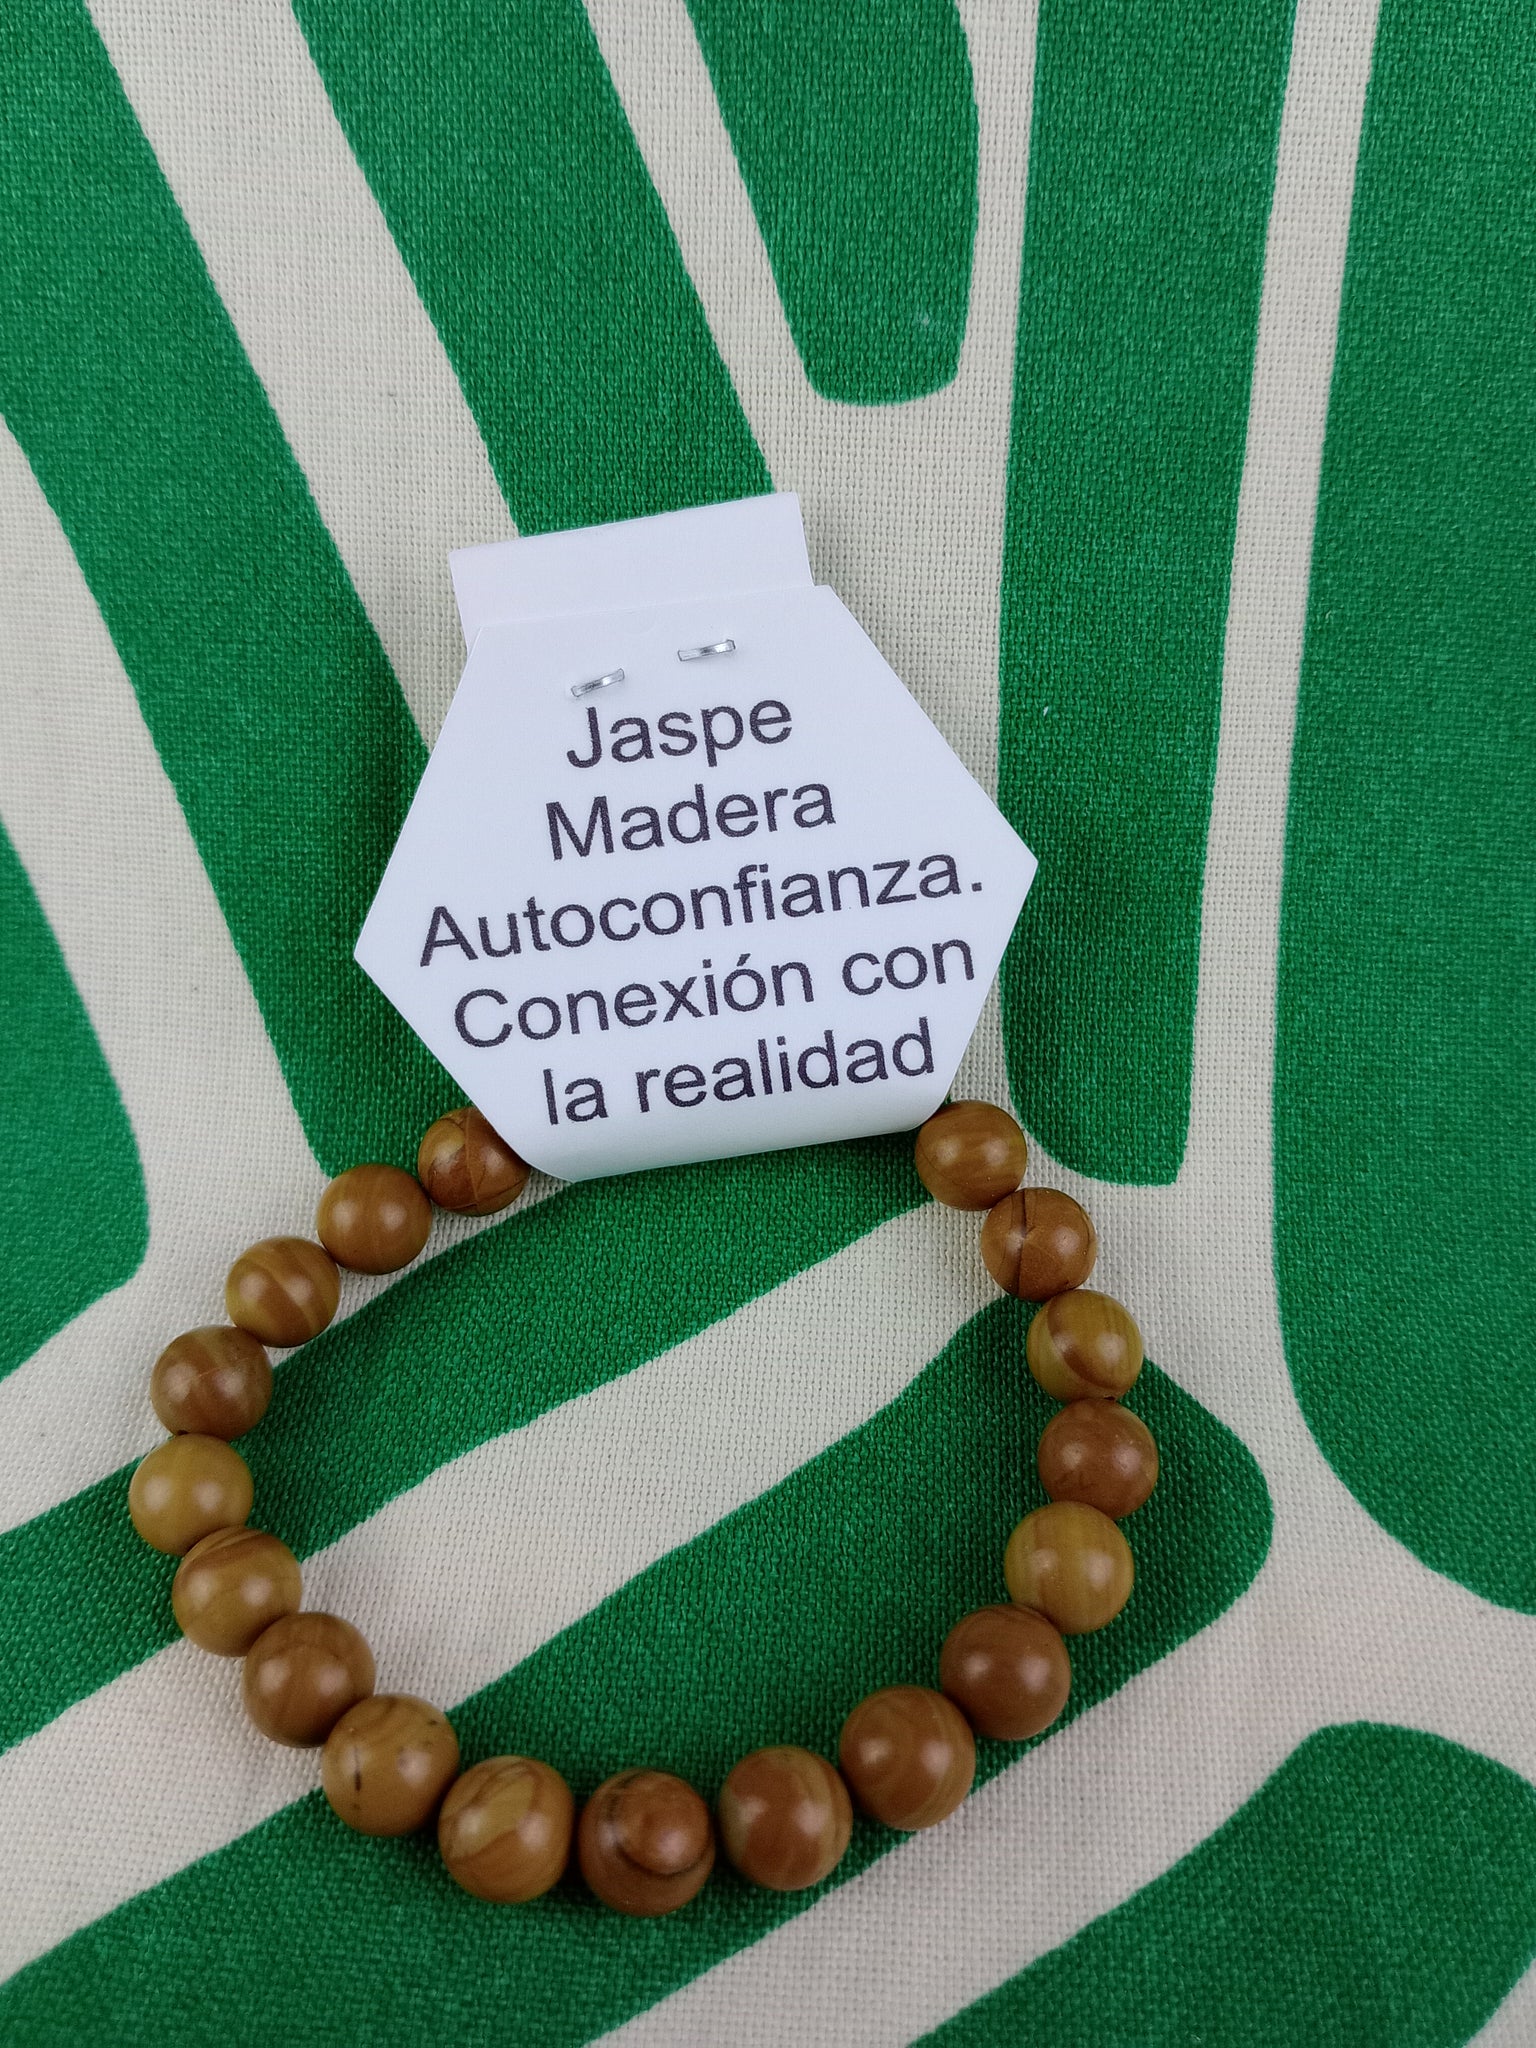 Jaspe
Madera
Autoconfianza.
Conexión con
la realidad